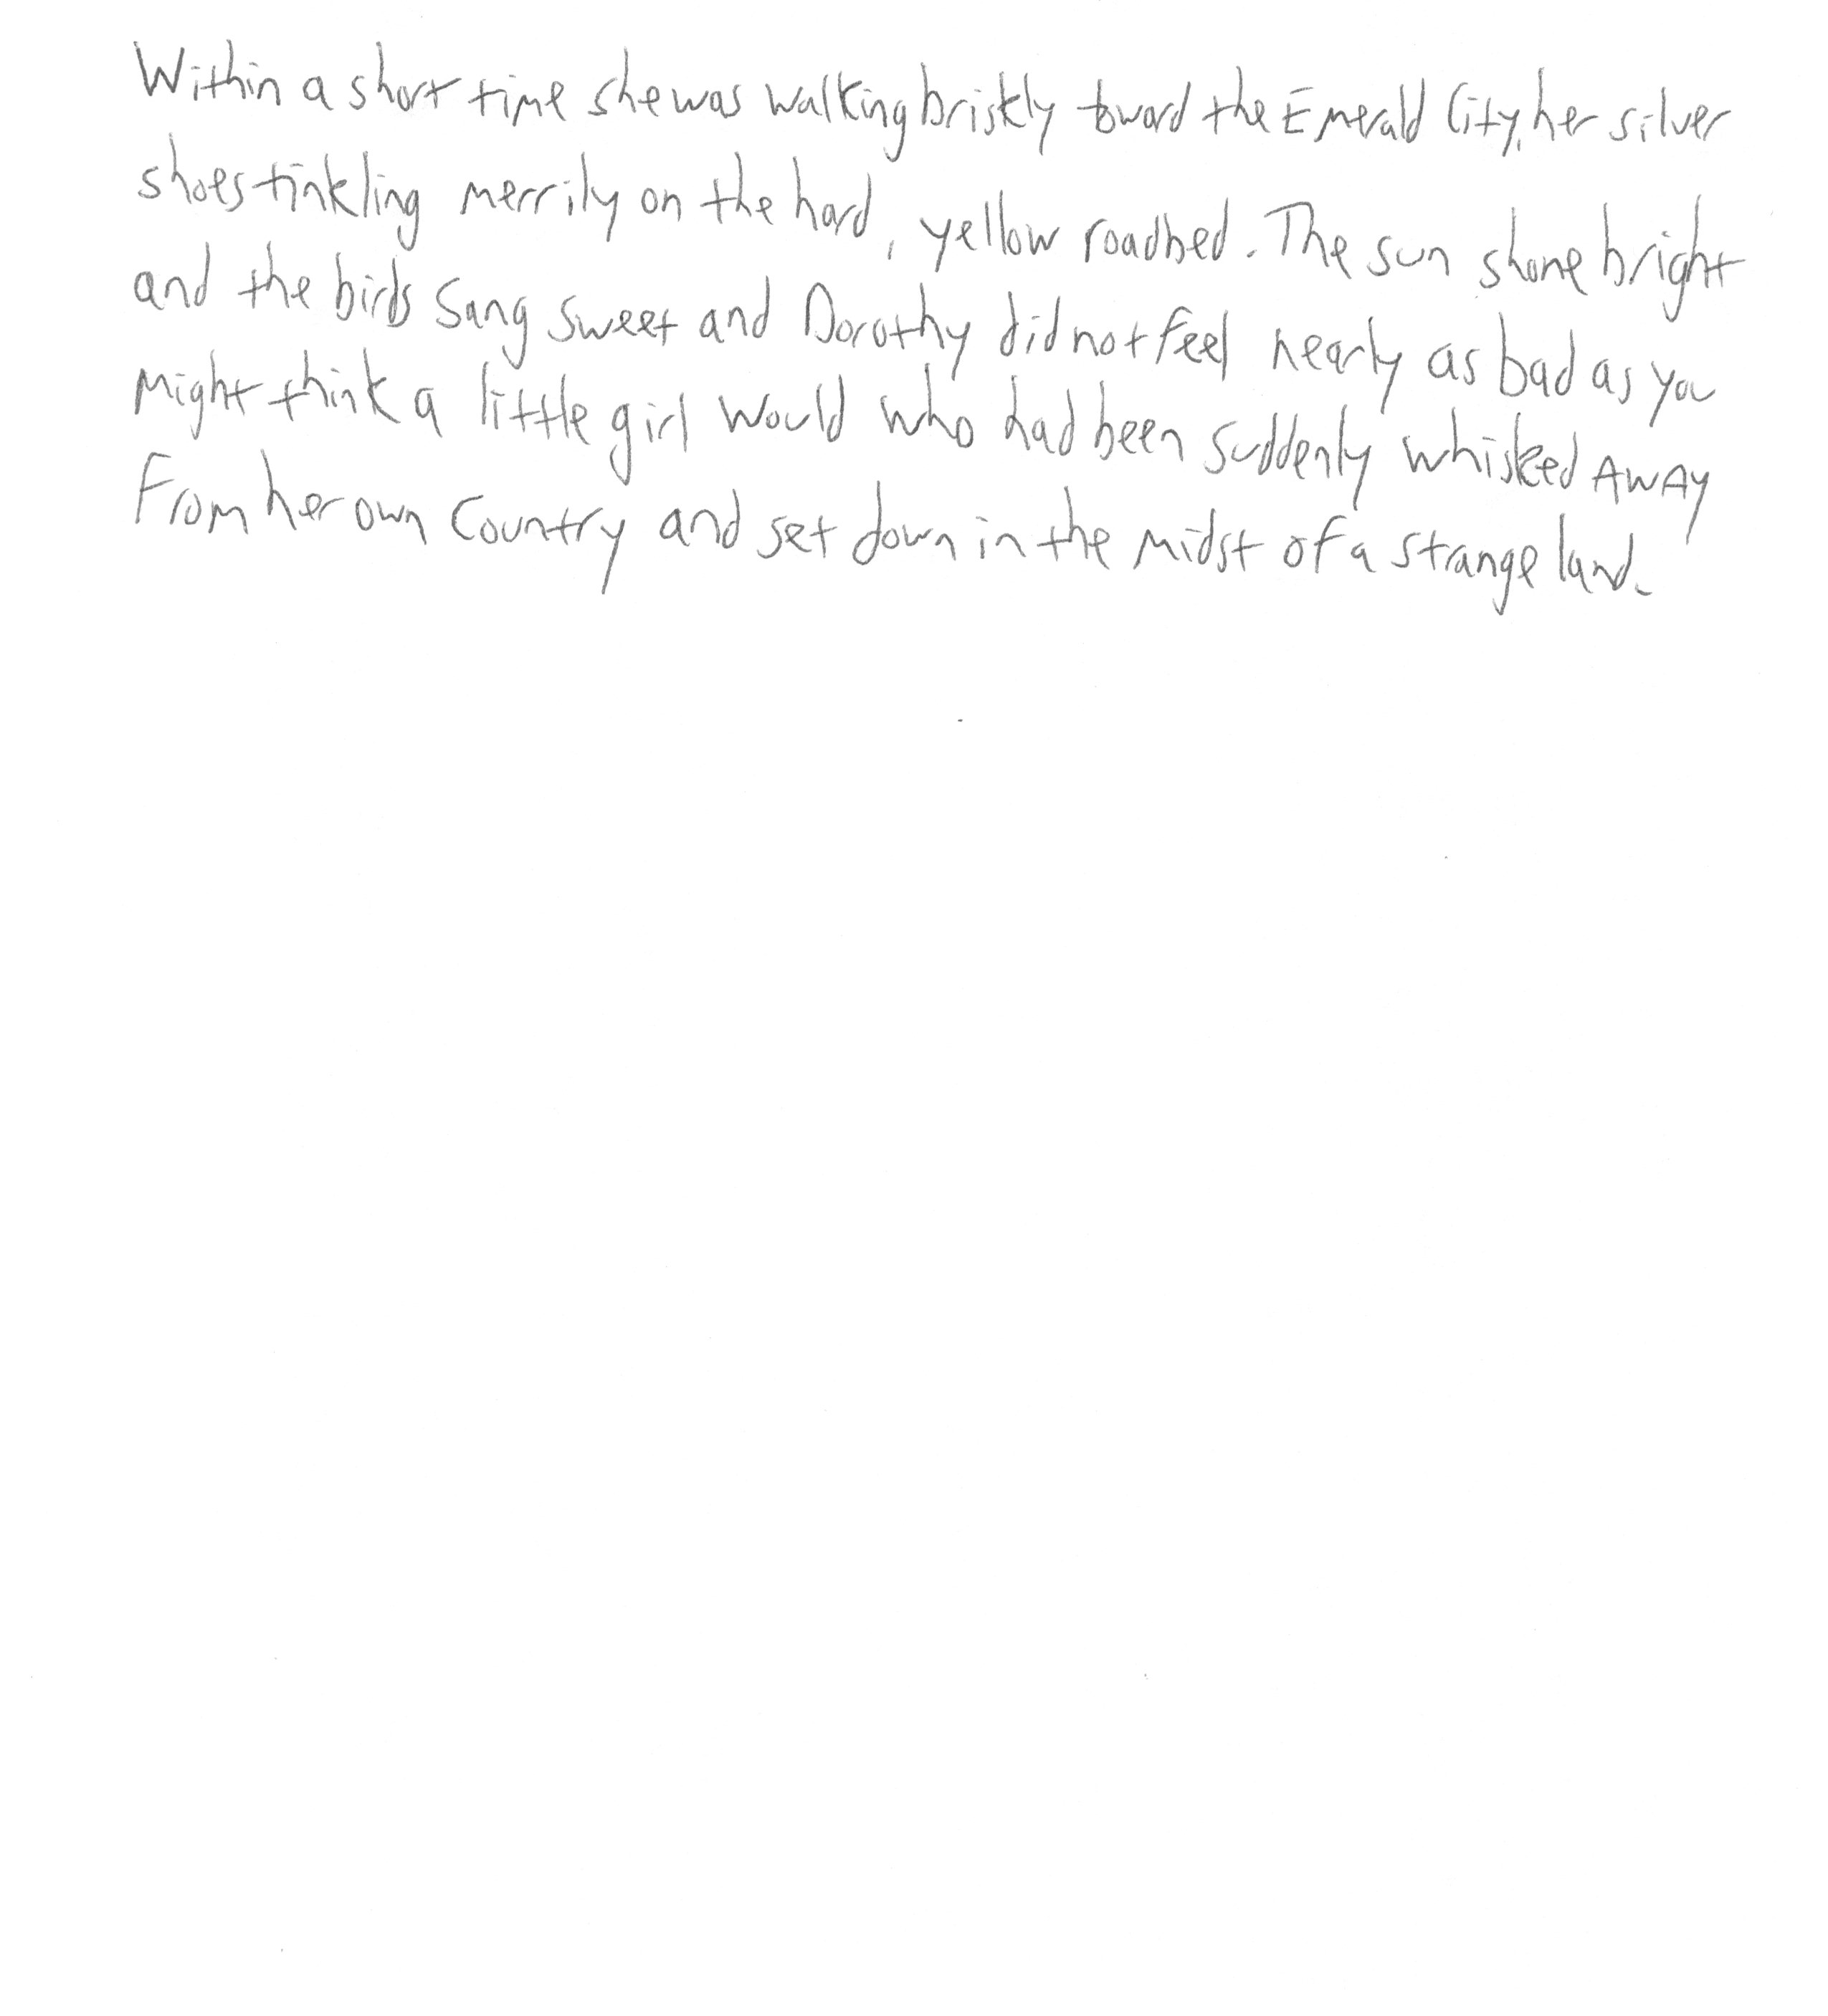 Within a short time she was walking briskly toward the Emerald City, her silver
shoes tinkling merrily on the hard, yellow roadbed. The sun shone bright
and the birds sang sweet and Dorothy did not feel nearly as bad as you
might think a little girl would who had been suddenly whisked away
From her own country and set down in the midst of a strange land.